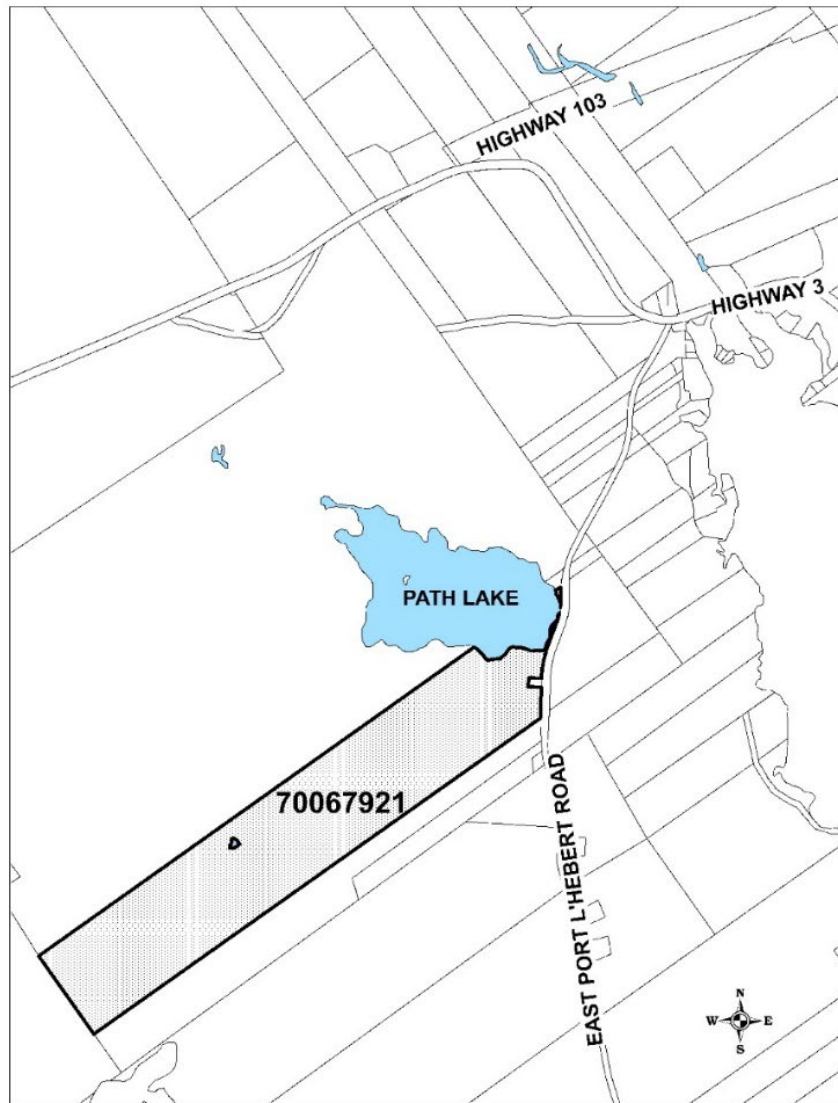 HIGHWAY 103
HIGHWAY 3
PATH LAKE
70067921
EAST PORT L'HEBERT ROAD
N
W E
S